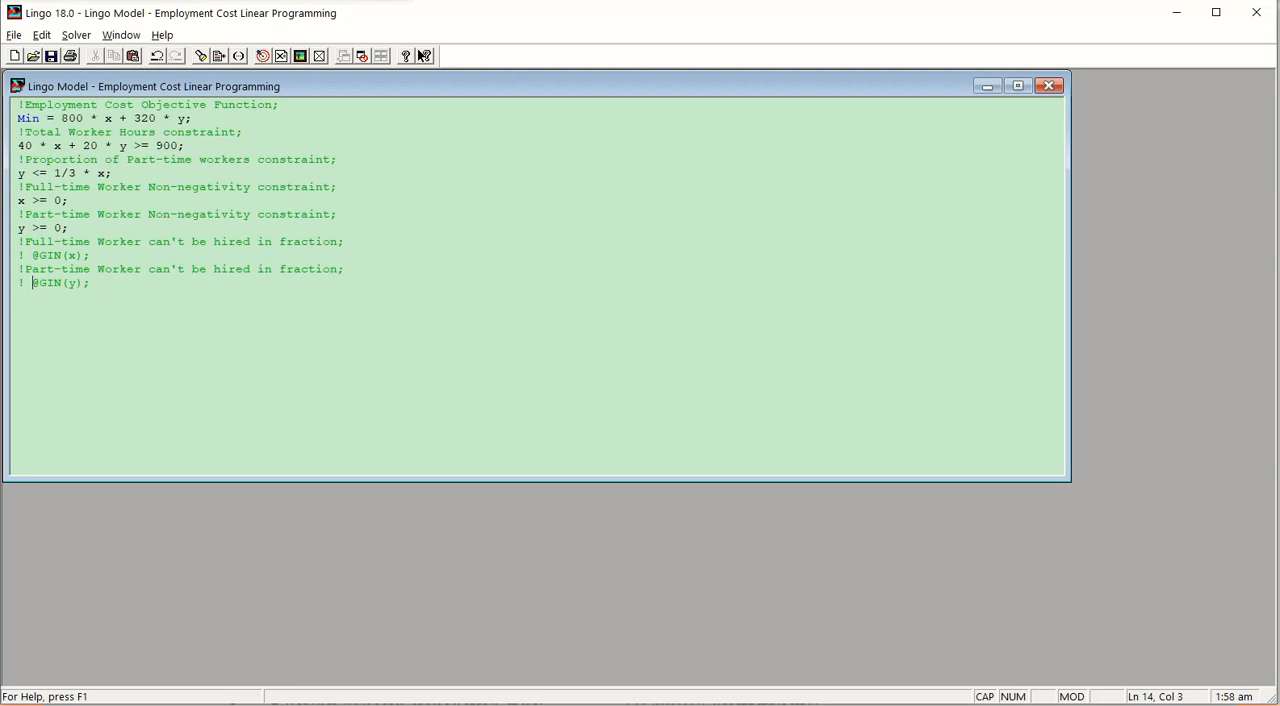 Lingo 18.0 - Lingo Model - Employment Cost Linear Programming
File Edit Solver Window Help
Lingo Model - Employment Cost Linear Programming
!Employment Cost Objective Function;
Min = 800 * x + 320 * y;
!Total Worker Hours constraint;
40 * x + 20 * y >= 900;
!Proportion of Part-time workers constraint;
y <= 1/3 * x;
!Full-time Worker Non-negativity constraint;
x >= 0;
!Part-time Worker Non-negativity constraint;
y >= 0;
!Full-time Worker can't be hired in fraction;
! @GIN(x);
!Part-time Worker can't be hired in fraction;
! @GIN(y);
For Help, press F1 CAP NUM MOD Ln 14, Col 3 1:58 am